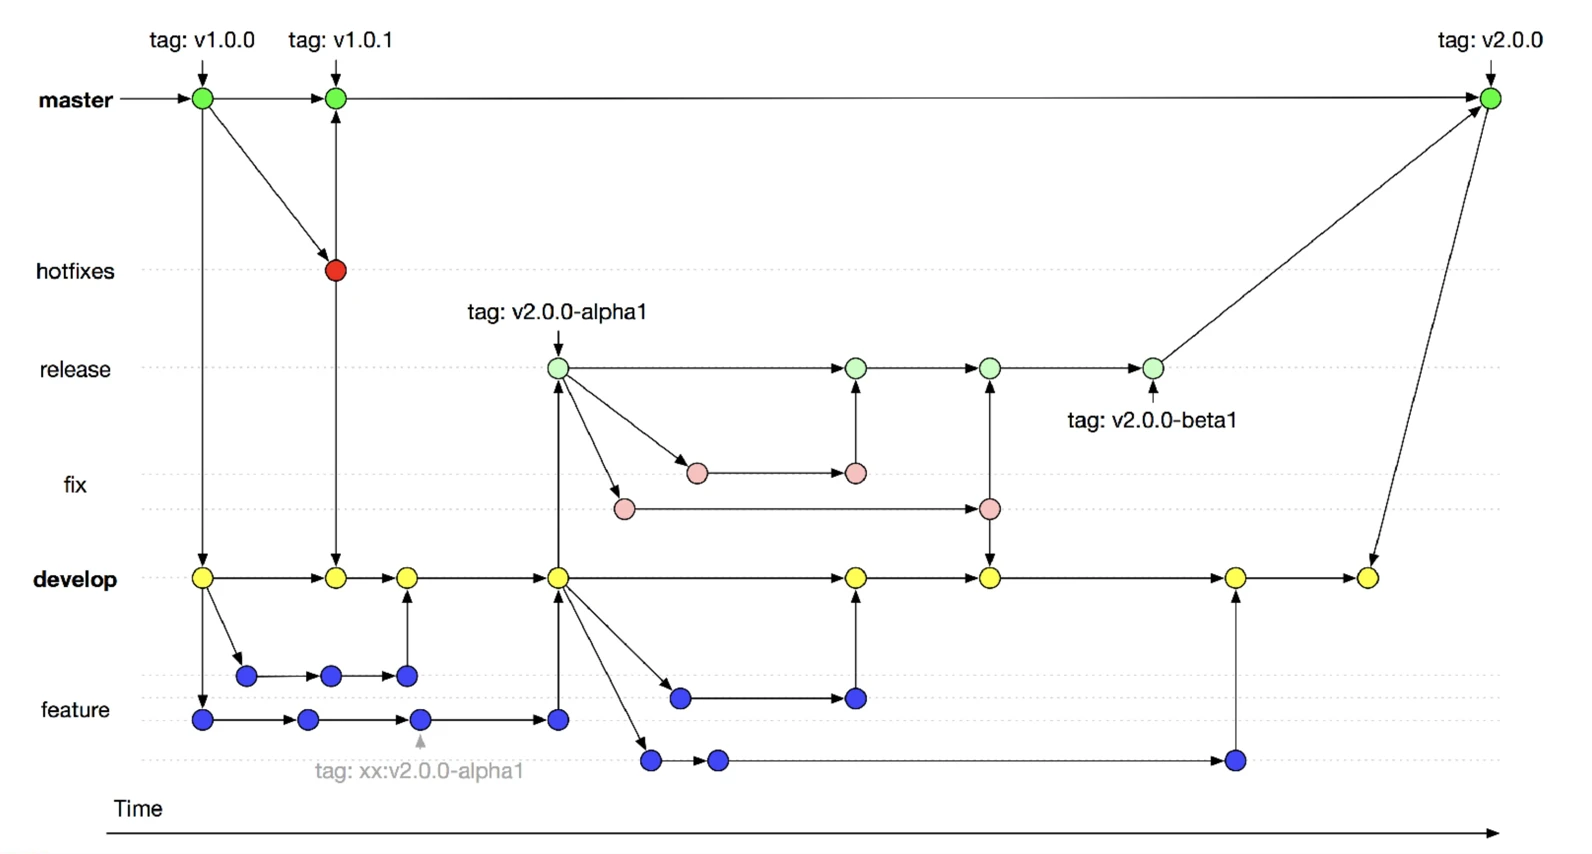 tag: v1.0.0
tag: v1.0.1
tag: v2.0.0
master
hotfixes
tag: v2.0.0-alpha1
release
tag: v2.0.0-beta1
fix
develop
feature
tag: xx:v2.0.0-alpha1
Time